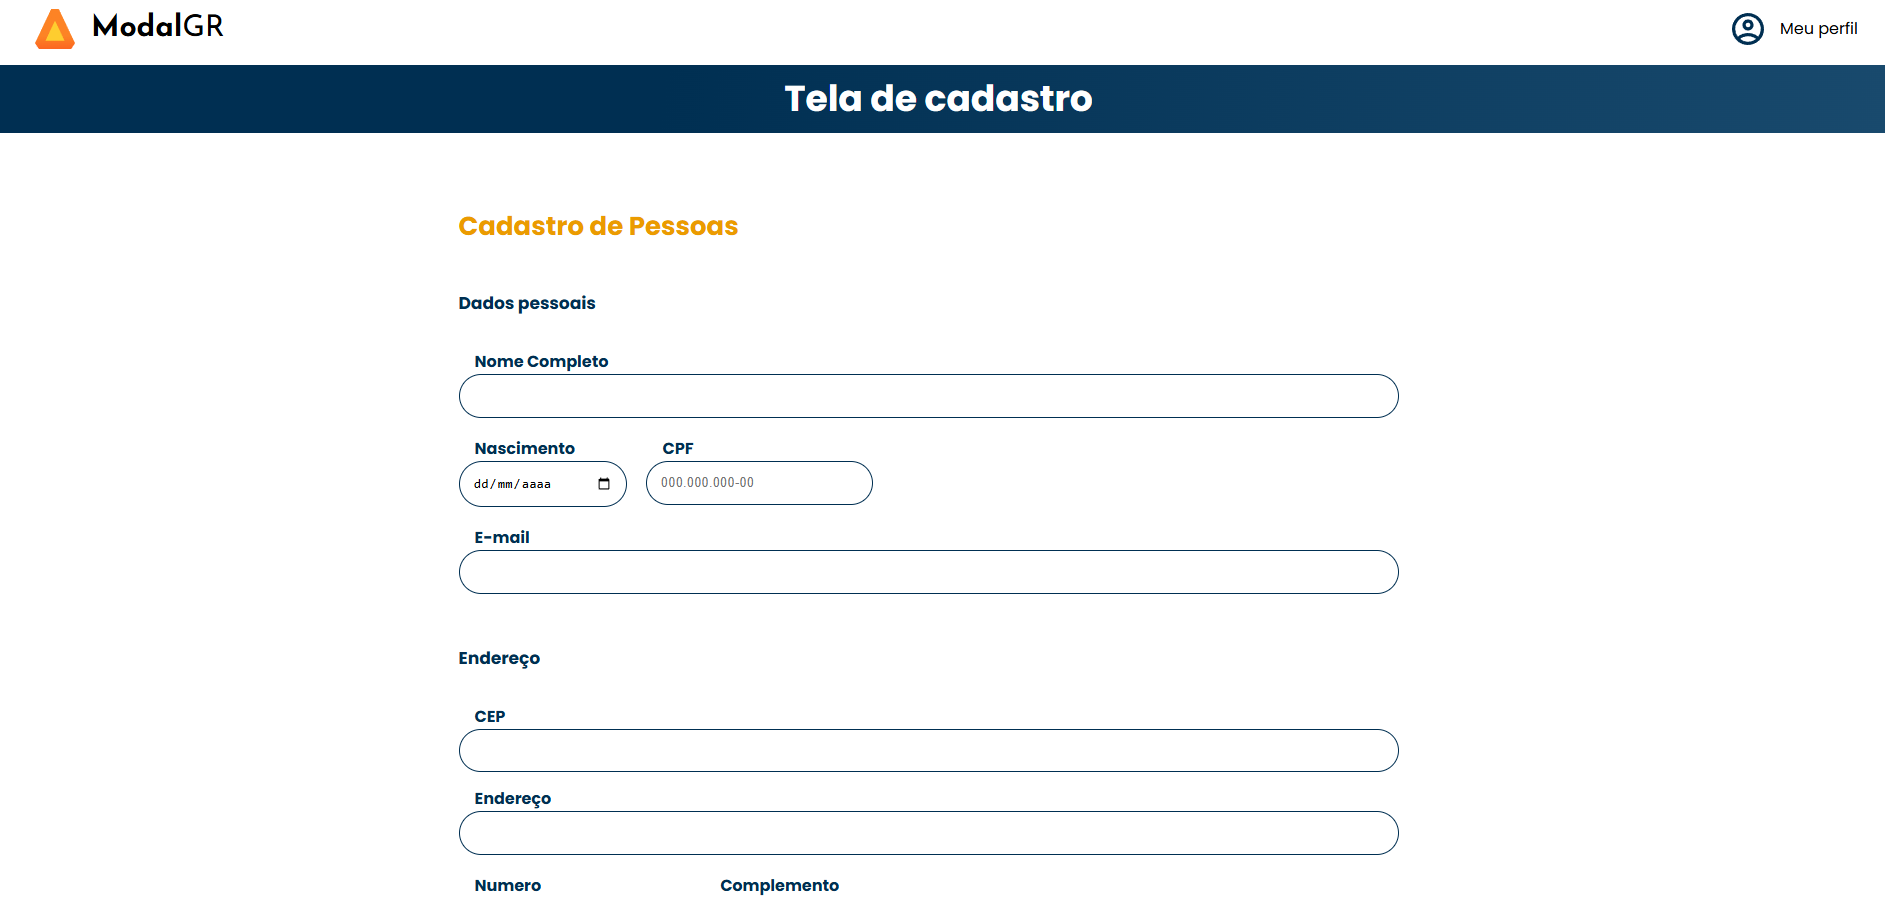 ModalGR
Meu perfil
Tela de cadastro
Cadastro de Pessoas
Dados pessoais
Nome Completo
Nascimento CPF
dd/mm/aaaa 000.000.000-00
E-mail
Endereço
CEP
Endereço
Numero Complemento